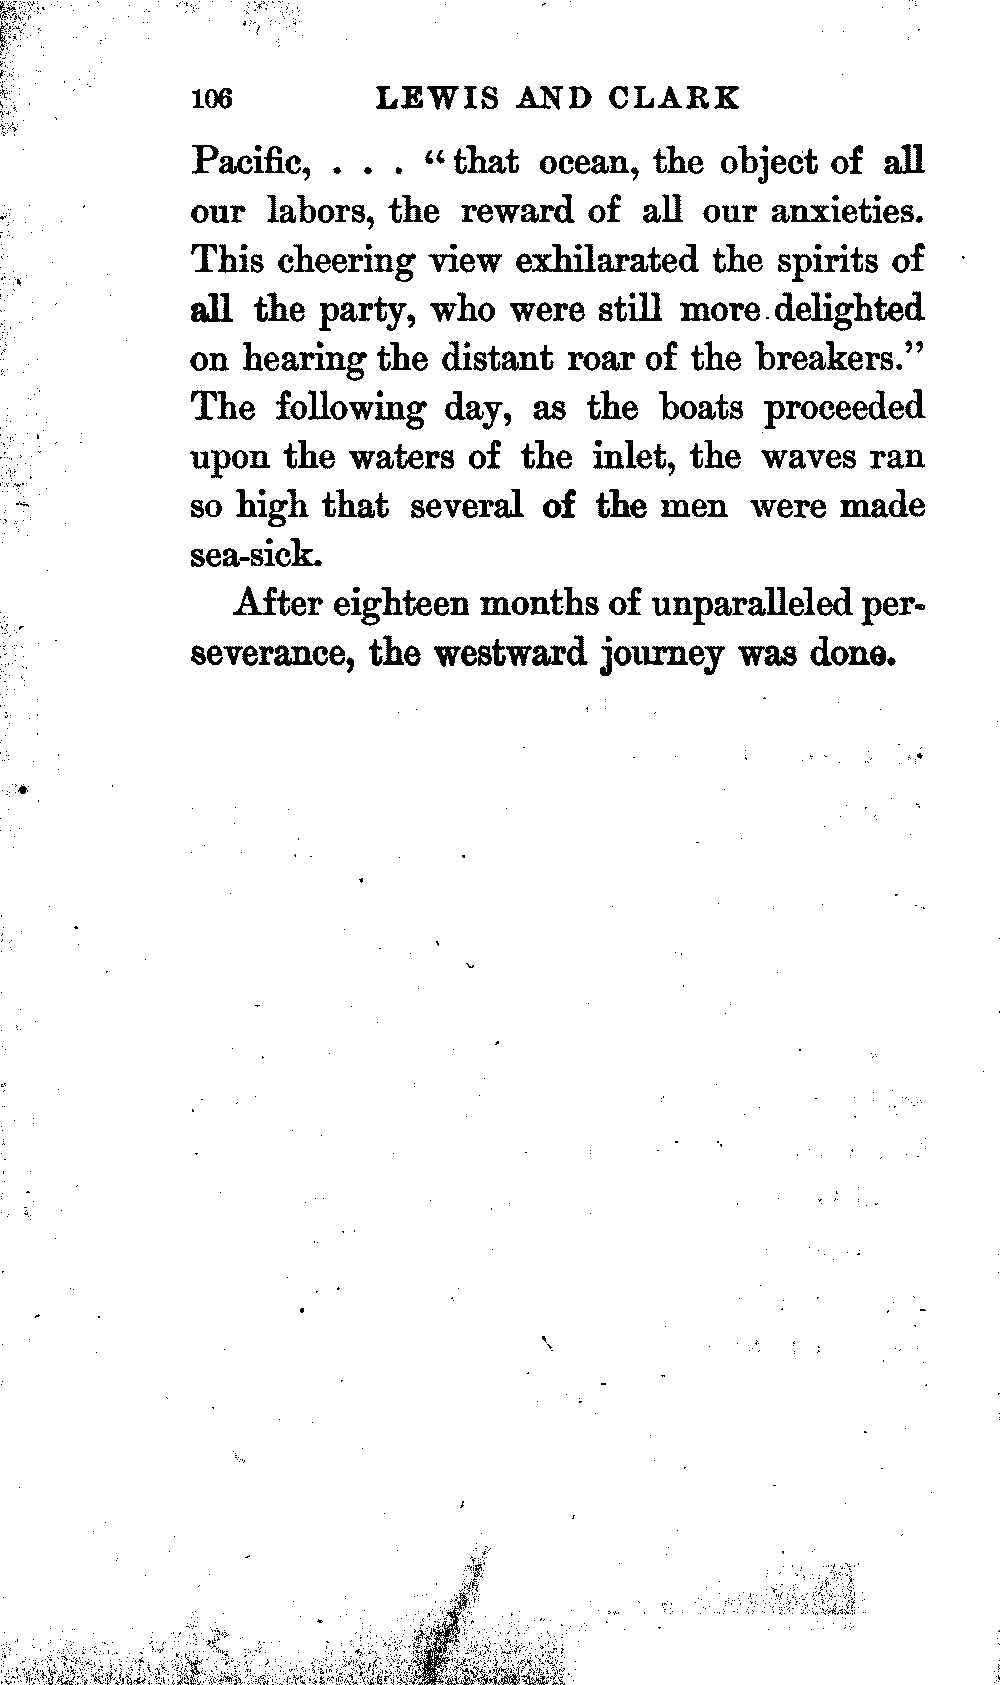 106 LEWIS AND CLARK
Pacific, . . . “that ocean, the object of all
our labors, the reward of all our anxieties.
This cheering view exhilarated the spirits of
all the party, who were still more delighted
on hearing the distant roar of the breakers.”
The following day, as the boats proceeded
upon the waters of the inlet, the waves ran
so high that several of the men were made
sea-sick.
After eighteen months of unparalleled per-
severance, the westward journey was done.